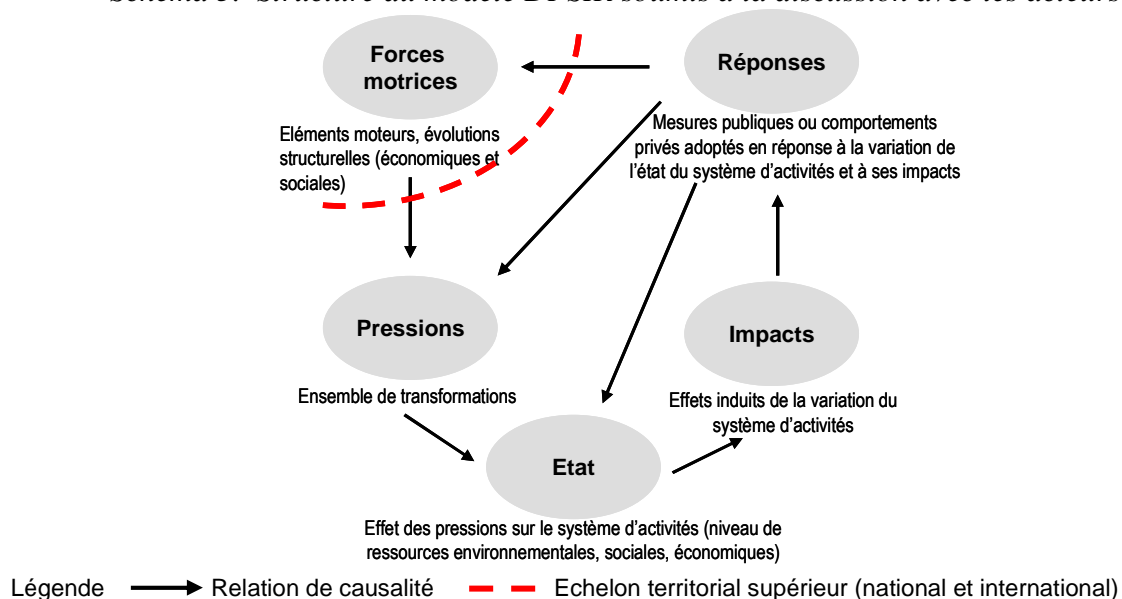 Forces
motrices
Réponses
Eléments moteurs, évolutions
structurelles (économiques et
sociales)
Mesures publiques ou comportements
privés adoptés en réponse à la variation de
l'état du système d'activités et à ses impacts
Pressions
Impacts
Ensemble de transformations
Effets induits de la variation du
système d'activités
Etat
Effet des pressions sur le système d'activités (niveau de
ressources environnementales, sociales, économiques)
Légende Relation de causalité Echelon territorial supérieur (national et international)